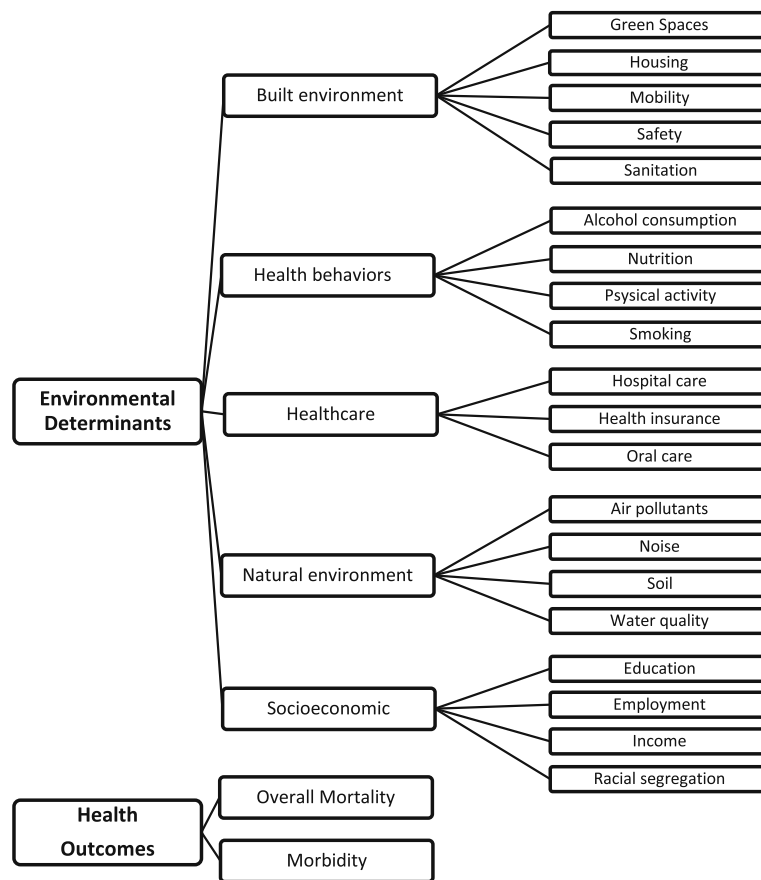 Green Spaces
Built environment
Housing
Mobility
Safety
Sanitation
Alcohol consumption
Health behaviors
Nutrition
Psysical activity
Smoking
Environmental
Determinants
Healthcare
Hospital care
Health insurance
Oral care
Air pollutants
Natural environment
Noise
Soil
Water quality
Education
Socioeconomic
Employment
Income
Racial segregation
Health
Outcomes
Overall Mortality
Morbidity